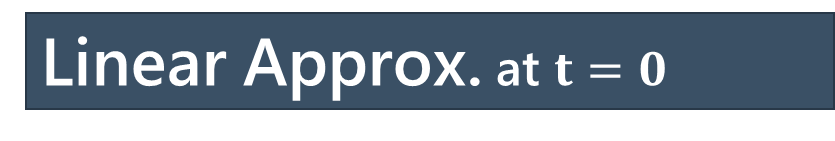 Linear Approx. at t = 0